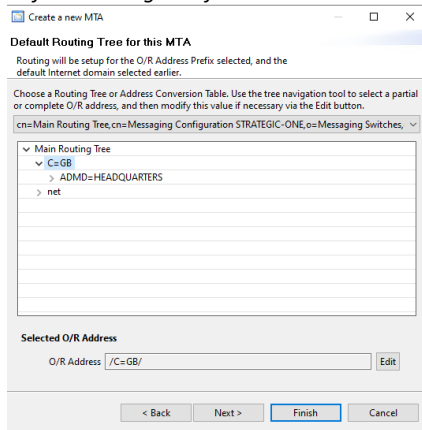 Create a new MTA
Default Routing Tree for this MTA
Routing will be setup for the O/R Address Prefix selected, and the
default Internet domain selected earlier.
Choose a Routing Tree or Address Conversion Table. Use the tree navigation tool to select a partial
or complete O/R address, and then modify this value if necessary via the Edit button.
cn=Main Routing Tree,cn=Messaging Configuration STRATEGIC-ONE,o=Messaging Switches,
Main Routing Tree
C=GB
ADMD=HEADQUARTERS
net
Selected O/R Address
O/R Address /C=GB/ Edit
< Back Next > Finish Cancel